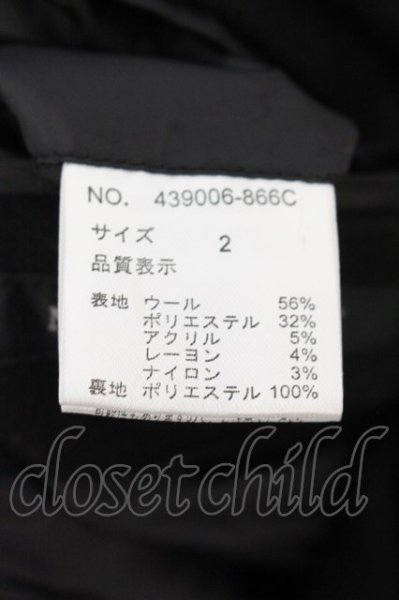 NO. 439006-866C
サイズ 2
品質表示
表地 ウール 56%
ポリエステル 32%
アクリル 5%
レーヨン 4%
ナイロン 3%
裏地 ポリエステル 100%
closet child